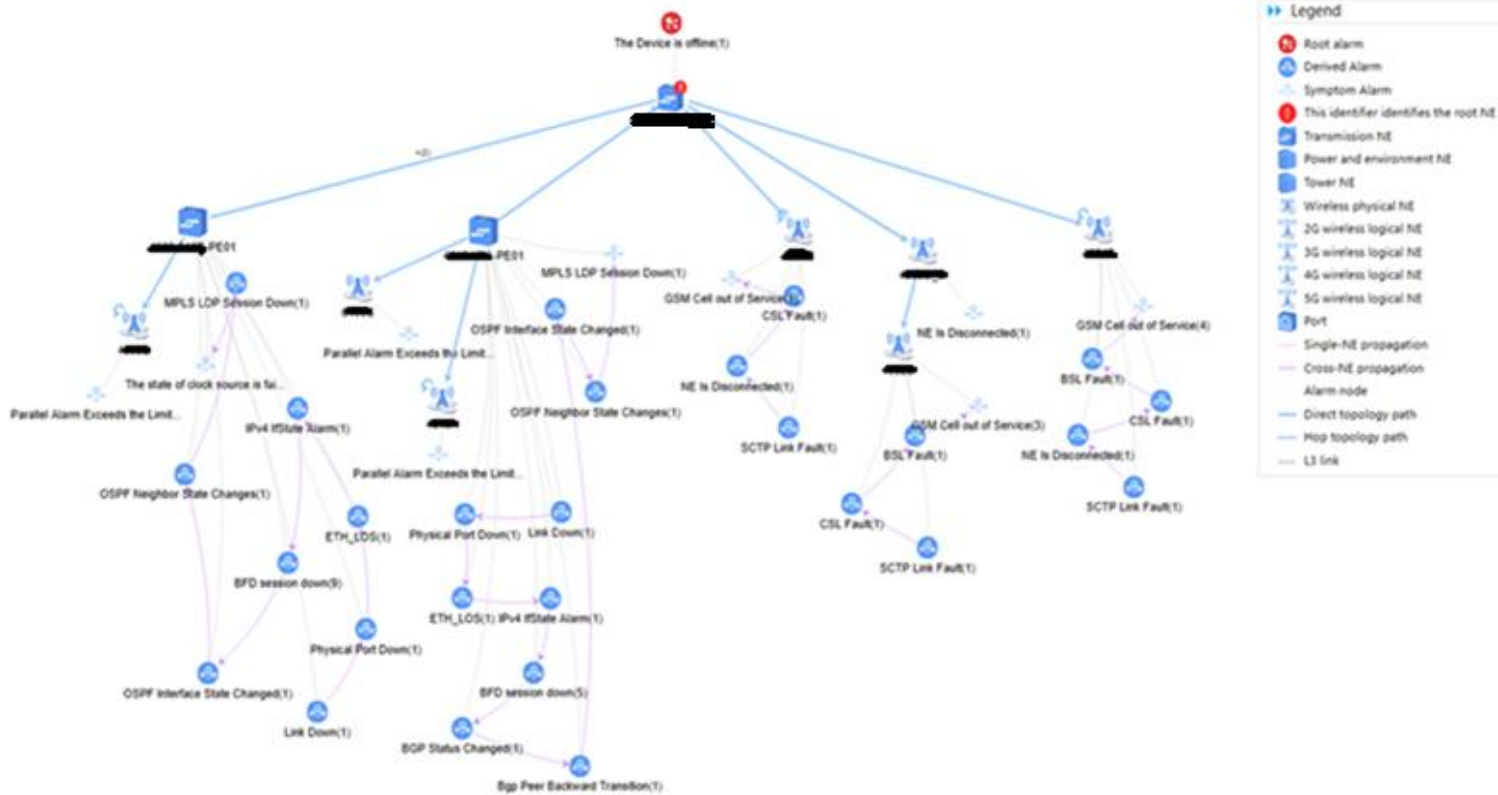 The Device is offline(1)
-PE01
MPLS LDP Session Down(1)
The state of clock source is fai...
Parallel Alarm Exceeds the Limit...
IPv4 IfState Alarm(1)
OSPF Neighbor State Changes(1)
ETH_LOS(1)
BFD session down(9)
Physical Port Down(1)
OSPF Interface State Changed(1)
Link Down(1)
-PE01
MPLS LDP Session Down(1)
OSPF Interface State Changed(1)
Parallel Alarm Exceeds the Limit...
OSPF Neighbor State Changes(1)
Parallel Alarm Exceeds the Limit...
Physical Port Down(1)
Link Down(1)
ETH_LOS(1)
IPv4 IfState Alarm(1)
BFD session down(5)
BGP Status Changed(1)
Bgp Peer Backward Transition(1)
GSM Cell out of Service
CSL Fault(1)
NE Is Disconnected(1)
SCTP Link Fault(1)
NE Is Disconnected(1)
GSM Cell out of Service(3)
BSL Fault(1)
CSL Fault(1)
SCTP Link Fault(1)
GSM Cell out of Service(4)
BSL Fault(1)
CSL Fault(1)
NE Is Disconnected(1)
SCTP Link Fault(1)
Legend
Root alarm
Derived Alarm
Symptom Alarm
This identifier identifies the root NE
Transmission NE
Power and environment NE
Tower NE
Wireless physical NE
2G wireless logical NE
3G wireless logical NE
4G wireless logical NE
5G wireless logical NE
Port
Single-NE propagation
Cross-NE propagation
Alarm node
Direct topology path
Hop topology path
L3 link